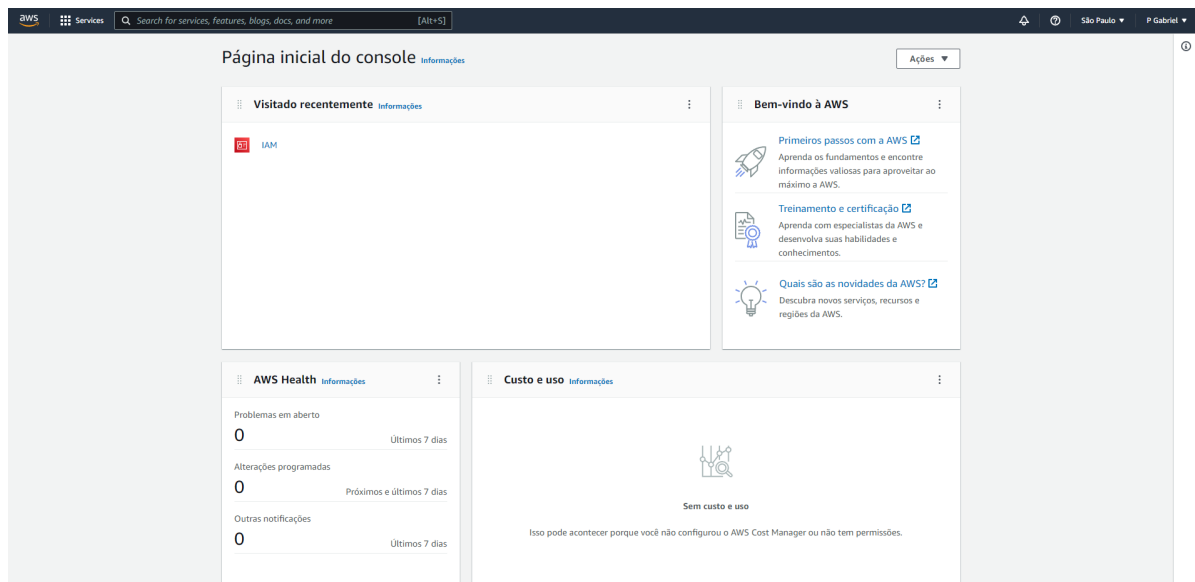 aws
Services
Search for services, features, blogs, docs, and more
[Alt+S]
São Paulo ▼
P Gabriel ▼
Página inicial do console Informações
Ações ▼
Visitado recentemente Informações
IAM
Bem-vindo à AWS
Primeiros passos com a AWS
Aprenda os fundamentos e encontre
informações valiosas para aproveitar ao
máximo a AWS.
Treinamento e certificação
Aprenda com especialistas da AWS e
desenvolva suas habilidades e
conhecimentos.
Quais são as novidades da AWS?
Descubra novos serviços, recursos e
regiões da AWS.
AWS Health Informações
Problemas em aberto
0
Últimos 7 dias
Alterações programadas
0
Próximos e últimos 7 dias
Outras notificações
0
Últimos 7 dias
Custo e uso Informações
Sem custo e uso
Isso pode acontecer porque você não configurou o AWS Cost Manager ou não tem permissões.